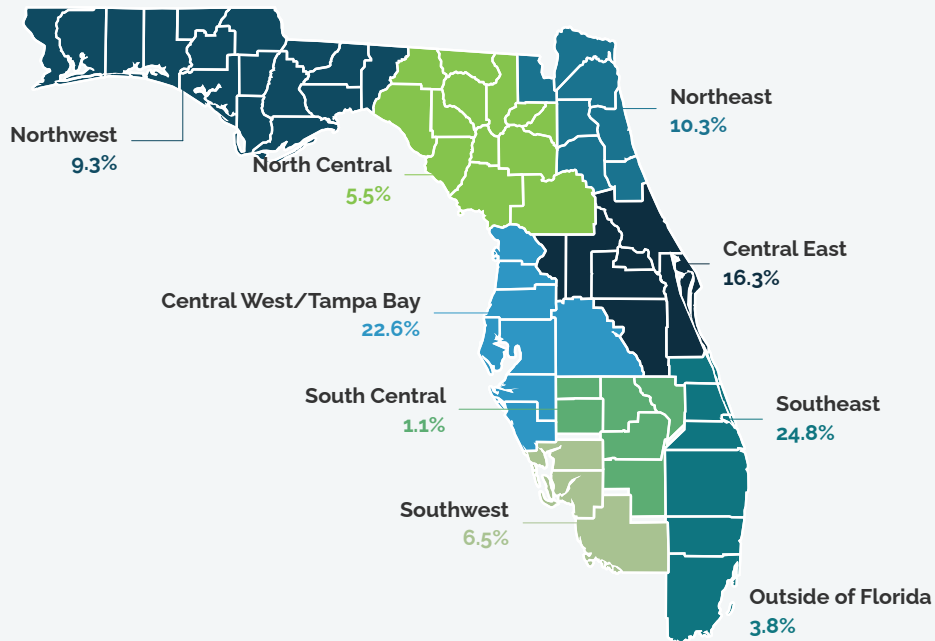 Northwest
9.3%
North Central
5.5%
Northeast
10.3%
Central East
16.3%
Central West/Tampa Bay
22.6%
South Central
1.1%
Southeast
24.8%
Southwest
6.5%
Outside of Florida
3.8%